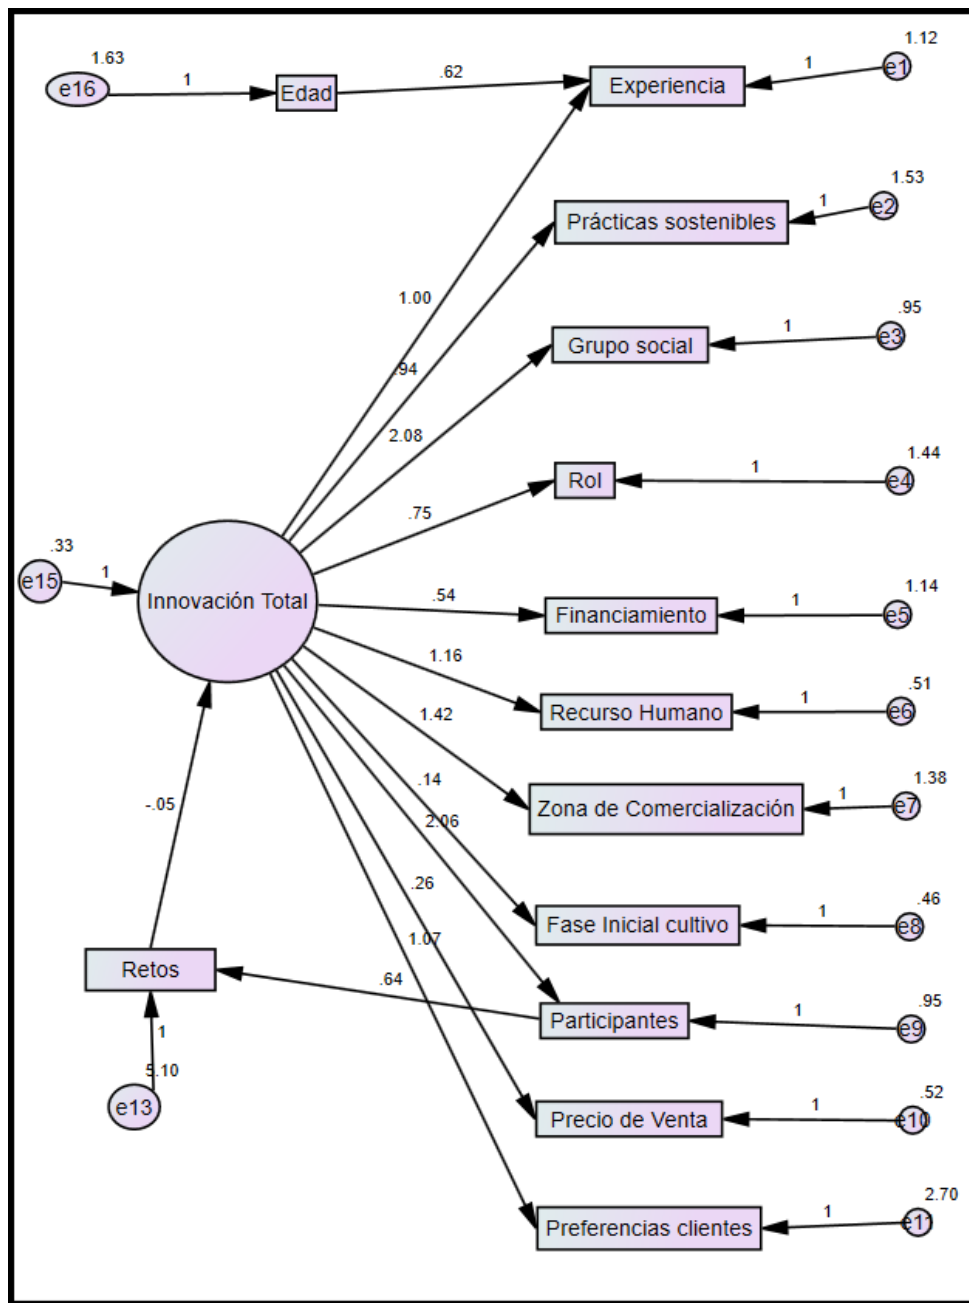 1.63
1.12
e16
1
Edad
.62
Experiencia
1
e1
1.53
Prácticas sostenibles
1
e2
1.00
.95
Grupo social
1
e3
.94
2.08
1.44
Rol
1
e4
.75
.33
e15
1
Innovación Total
.54
1.14
Financiamiento
1
e5
1.16
.51
Recurso Humano
1
e6
1.42
1.38
Zona de Comercialización
1
e7
.14
-.05
2.06
.26
.46
Fase Inicial cultivo
1
e8
1.07
Retos
.64
.95
Participantes
1
e9
1
5.10
e13
.52
Precio de Venta
1
e10
2.70
Preferencias clientes
1
e11